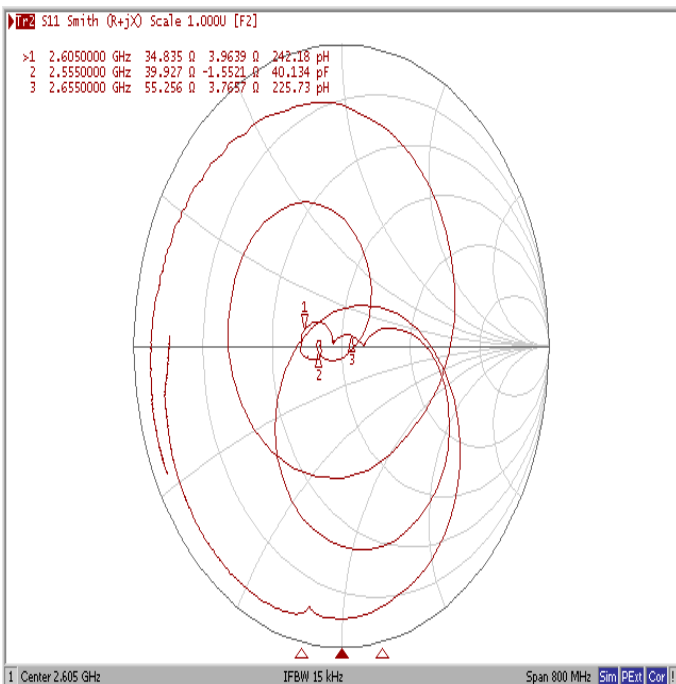 Tr2 S11 Smith (R+jX) Scale 1.000U [F2]
>1 2.6050000 GHz 34.835 Ω 3.9639 Ω 242.18 pH
2 2.5550000 GHz 39.927 Ω -1.5521 Ω 40.134 pF
3 2.6550000 GHz 55.256 Ω 3.7657 Ω 225.73 pH
1
2
3
1 Center 2.605 GHz IFBW 15 kHz Span 800 MHz Sim PExt Cor !